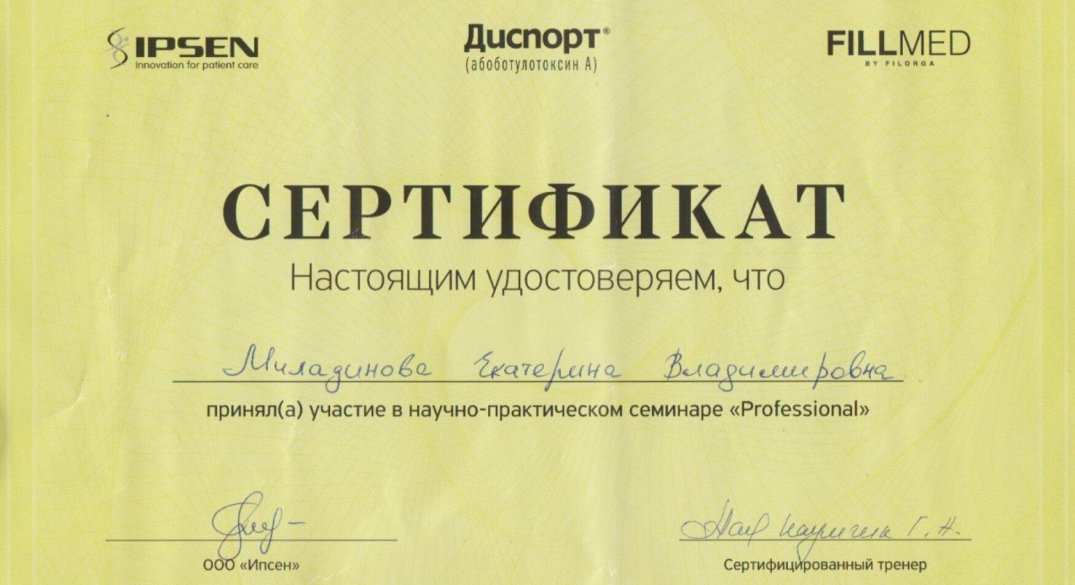 IPSEN
Innovation for patient care
Диспорт®
(абоботулотоксин А)
FILLMED
BY FILORGA
СЕРТИФИКАТ
Настоящим удостоверяем, что
Миладинова Екатерина Владимировна
принял(а) участие в научно-практическом семинаре «Professional»
Г. Н.
ООО «Ипсен»
Сертифицированный тренер